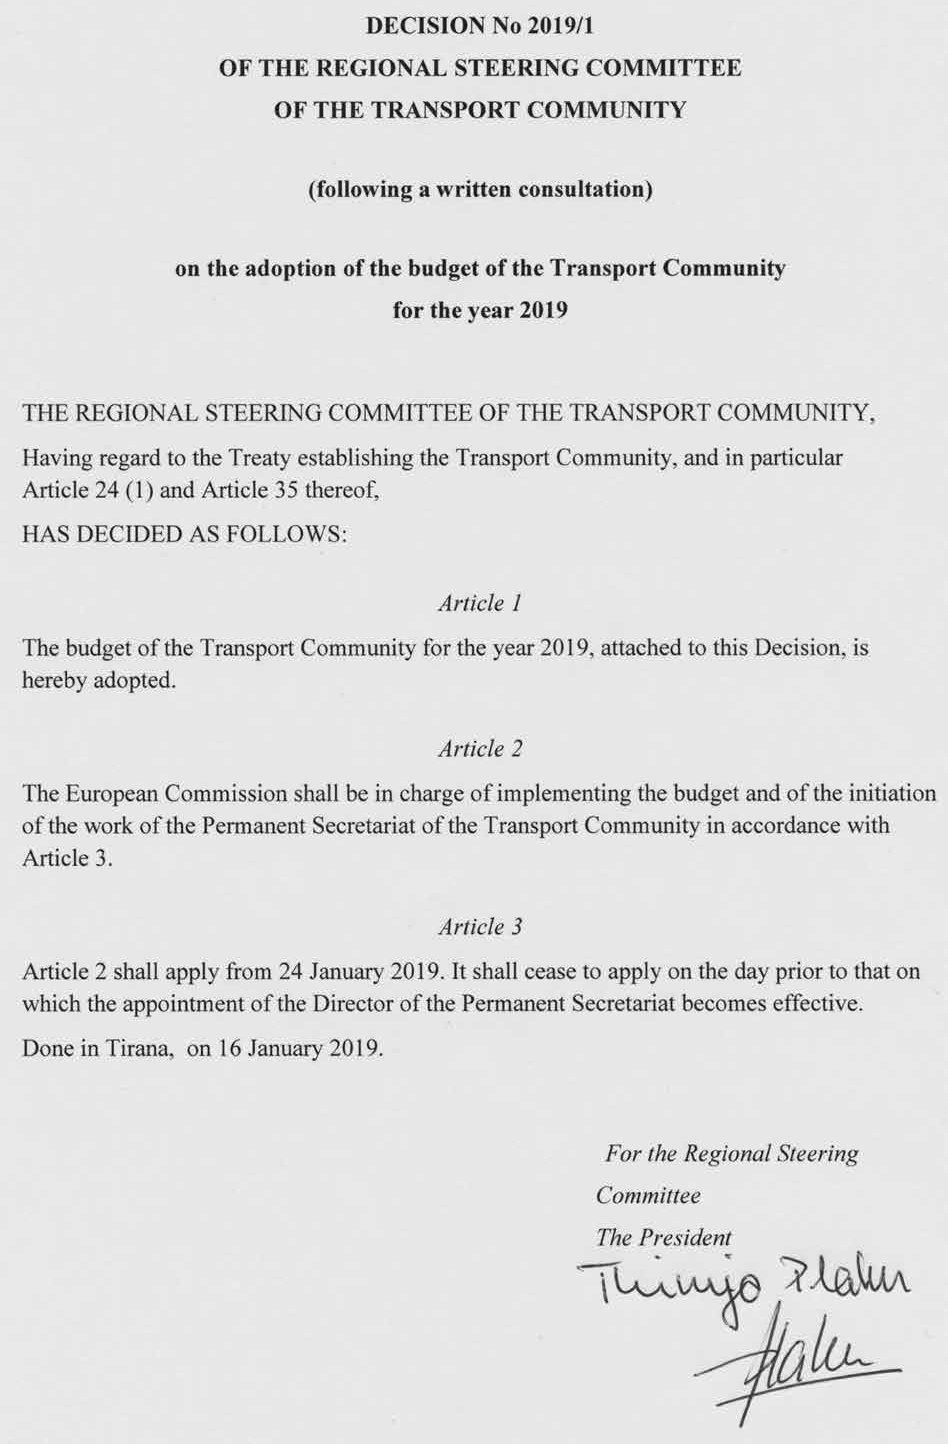 DECISION No 2019/1
OF THE REGIONAL STEERING COMMITTEE
OF THE TRANSPORT COMMUNITY
(following a written consultation)
on the adoption of the budget of the Transport Community
for the year 2019
THE REGIONAL STEERING COMMITTEE OF THE TRANSPORT COMMUNITY,
Having regard to the Treaty establishing the Transport Community, and in particular
Article 24 (1) and Article 35 thereof,
HAS DECIDED AS FOLLOWS:
Article 1
The budget of the Transport Community for the year 2019, attached to this Decision, is
hereby adopted.
Article 2
The European Commission shall be in charge of implementing the budget and of the initiation
of the work of the Permanent Secretariat of the Transport Community in accordance with
Article 3.
Article 3
Article 2 shall apply from 24 January 2019. It shall cease to apply on the day prior to that on
which the appointment of the Director of the Permanent Secretariat becomes effective.
Done in Tirana, on 16 January 2019.
For the Regional Steering
Committee
The President